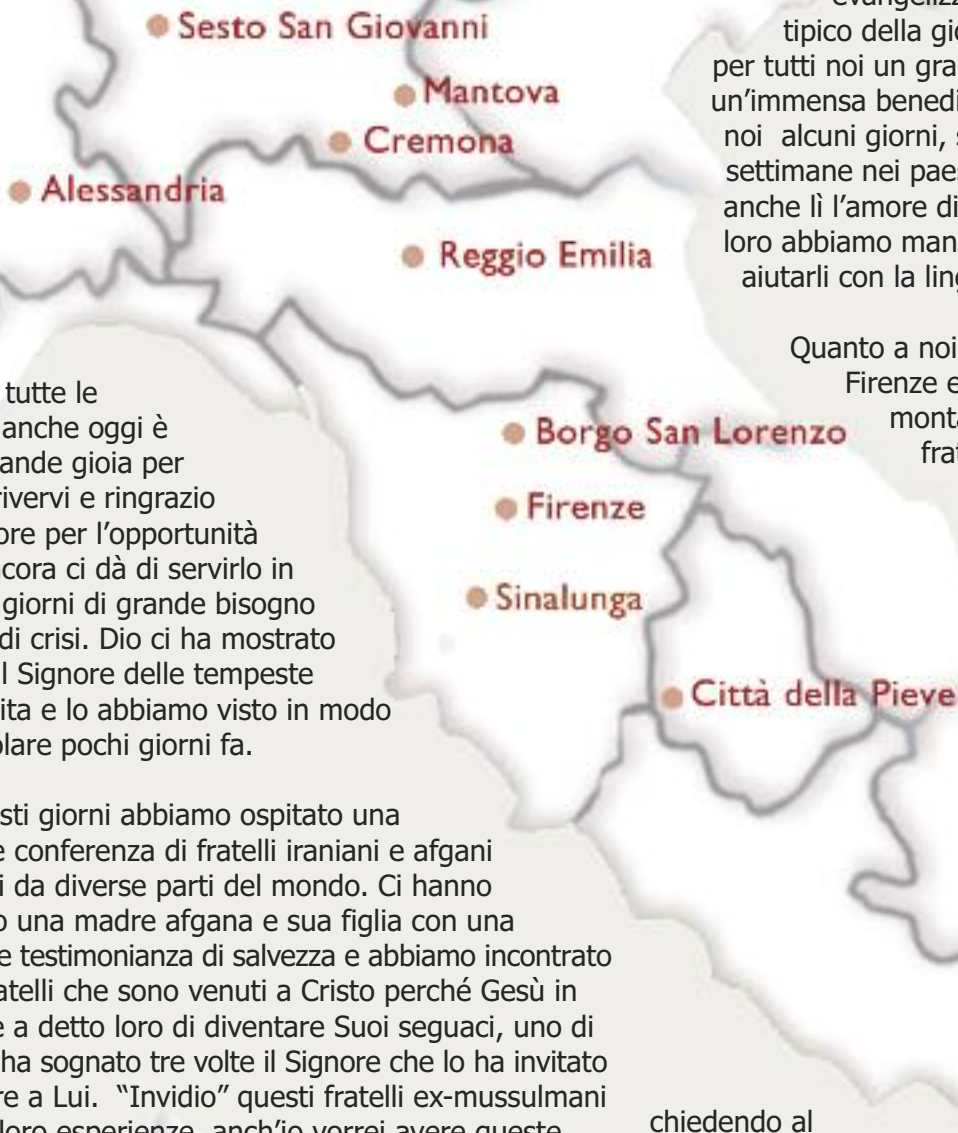 Sesto San Giovanni
Mantova
Cremona
Alessandria
Reggio Emilia
Borgo San Lorenzo
Firenze
Sinalunga
Città della Pieve
tutte le
anche oggi è
ande gioia per
rivervi e ringrazio
ore per l’opportunità
cora ci dà di servirlo in
giorni di grande bisogno
di crisi. Dio ci ha mostrato
l Signore delle tempeste
ita e lo abbiamo visto in modo
olare pochi giorni fa.
sti giorni abbiamo ospitato una
e conferenza di fratelli iraniani e afgani
i da diverse parti del mondo. Ci hanno
o una madre afgana e sua figlia con una
e testimonianza di salvezza e abbiamo incontrato
atelli che sono venuti a Cristo perché Gesù in
e a detto loro di diventare Suoi seguaci, uno di
ha sognato tre volte il Signore che lo ha invitato
re a Lui. “Invidio” questi fratelli ex-mussulmani
loro esperienze, anch’io vorrei avere queste
tipico della gio
per tutti noi un gra
un’immensa benedi
noi alcuni giorni, s
settimane nei paes
anche lì l’amore di
loro abbiamo man
aiutarli con la ling
Quanto a noi
Firenze e
monta
frat
chiedendo al